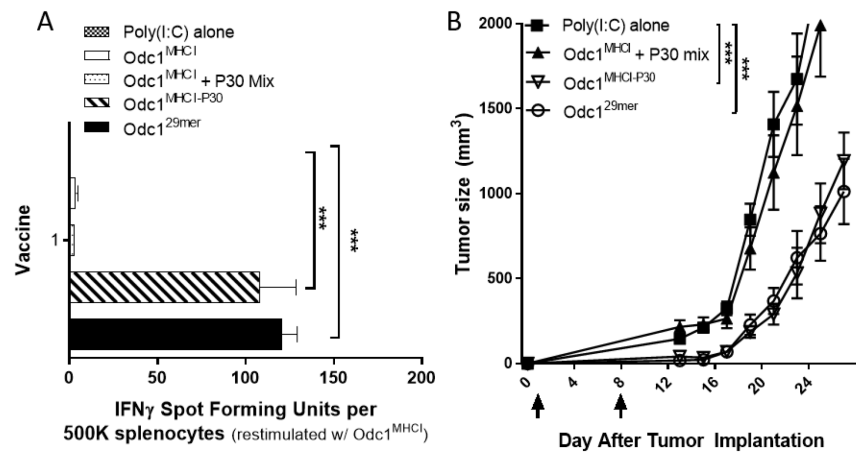 A
Poly(I:C) alone
Odc1MHCI
Odc1MHCI + P30 Mix
Odc1MHCI-P30
Odc129mer
***
***
Vaccine
1
0
50
100
150
200
IFNγ Spot Forming Units per
500K splenocytes (restimulated w/ Odc1MHCI)
B
Poly(I:C) alone
Odc1MHCI + P30 mix
Odc1MHCI-P30
Odc129mer
***
***
Tumor size (mm3)
2000
1500
1000
500
0
0
4
8
12
16
20
24
Day After Tumor Implantation